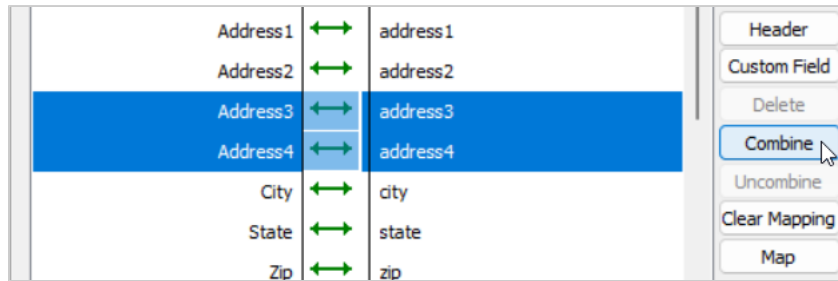 Address1 address1
Address2 address2
Address3 address3
Address4 address4
City city
State state
Zip zip
Header
Custom Field
Delete
Combine
Uncombine
Clear Mapping
Map